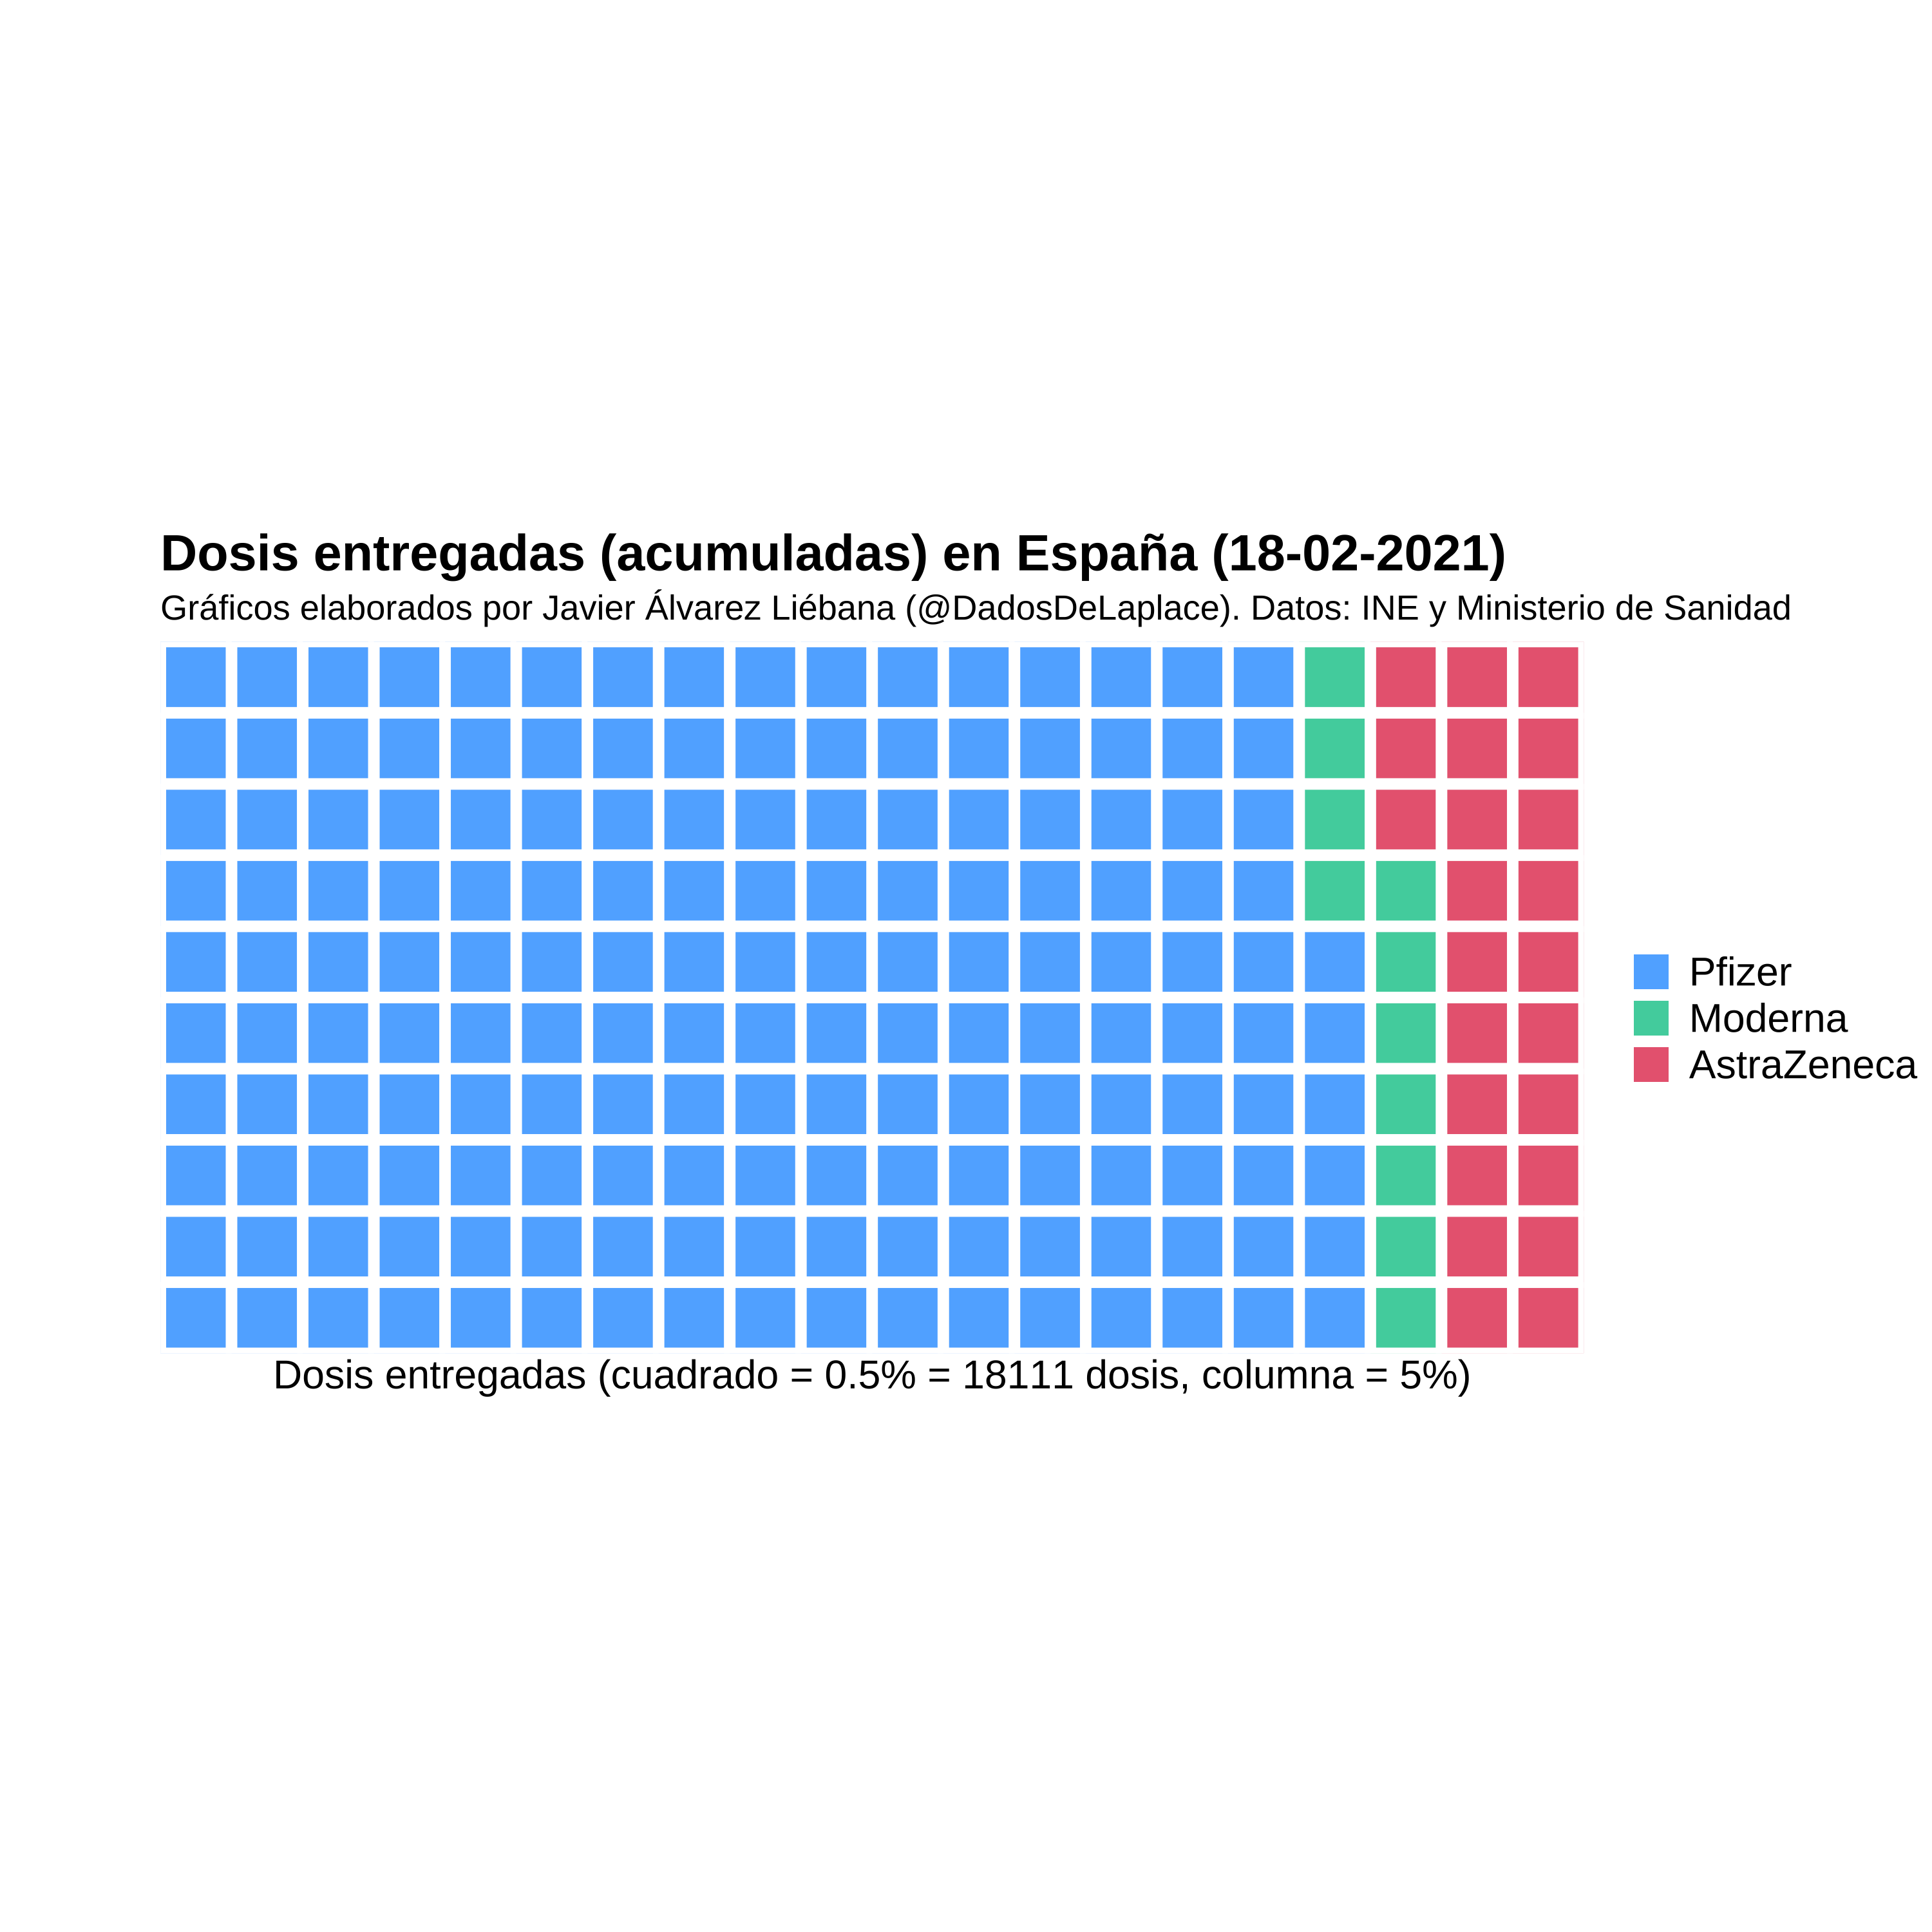 Dosis entregadas (acumuladas) en España (18-02-2021)
Gráficos elaborados por Javier Álvarez Liébana (@DadosDeLaplace). Datos: INE y Ministerio de Sanidad
Pfizer
Moderna
AstraZeneca
Dosis entregadas (cuadrado = 0.5% = 18111 dosis, columna = 5%)